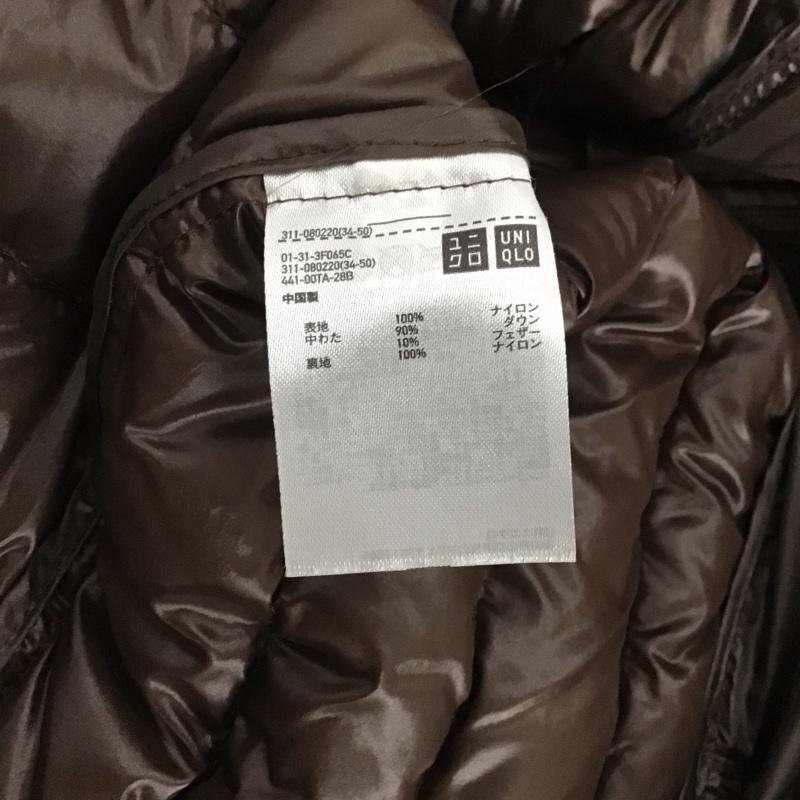 311-080220(34-50)
ユニ UNI
クロ QLO
01-31-3F065C
311-080220(34-50)
441-00TA-28B
中国製
表地 100% ナイロン
中わた 90% ダウン
10% フェザー
裏地 100% ナイロン